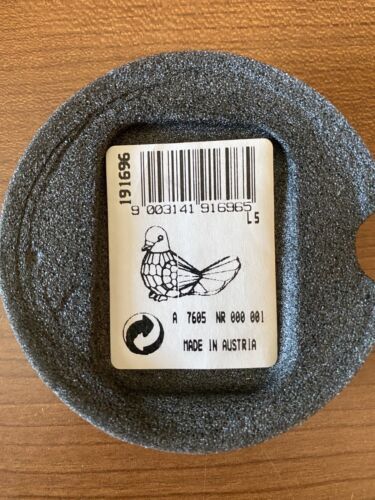 191696
9 003141 916965
L5
A 7605 NR 000 001
MADE IN AUSTRIA